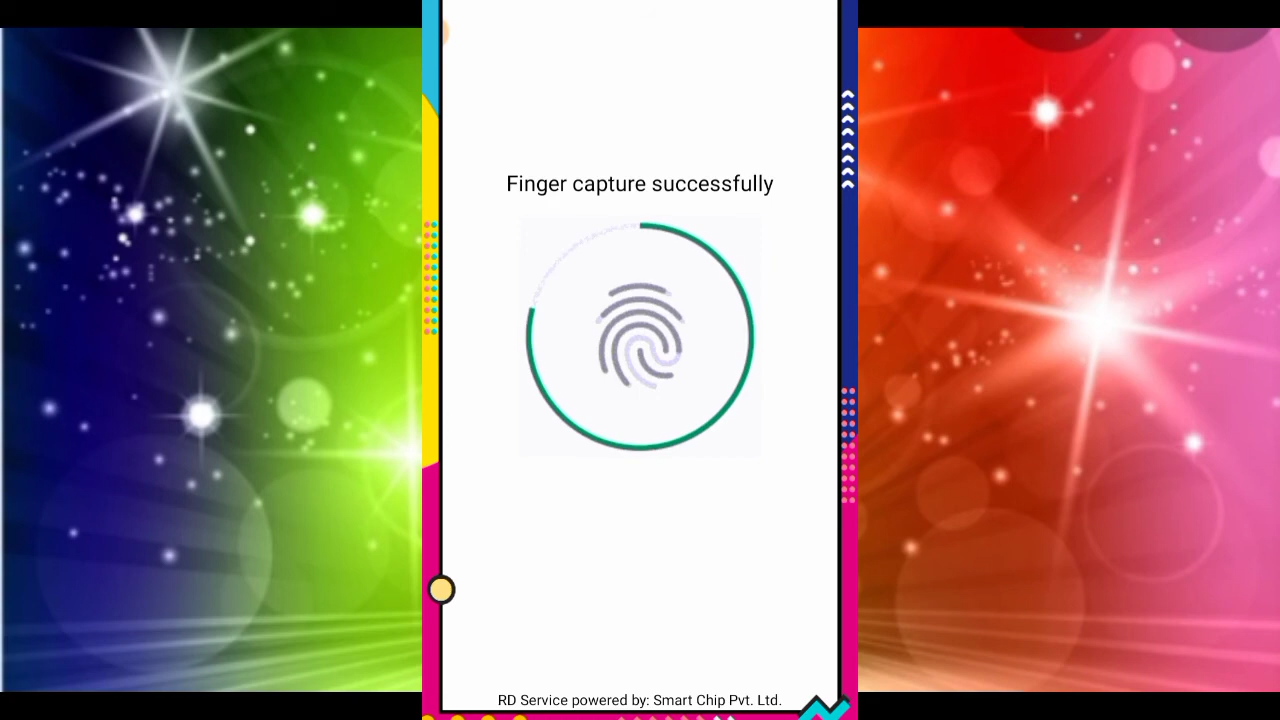 Finger capture successfully
RD Service powered by: Smart Chip Pvt. Ltd.